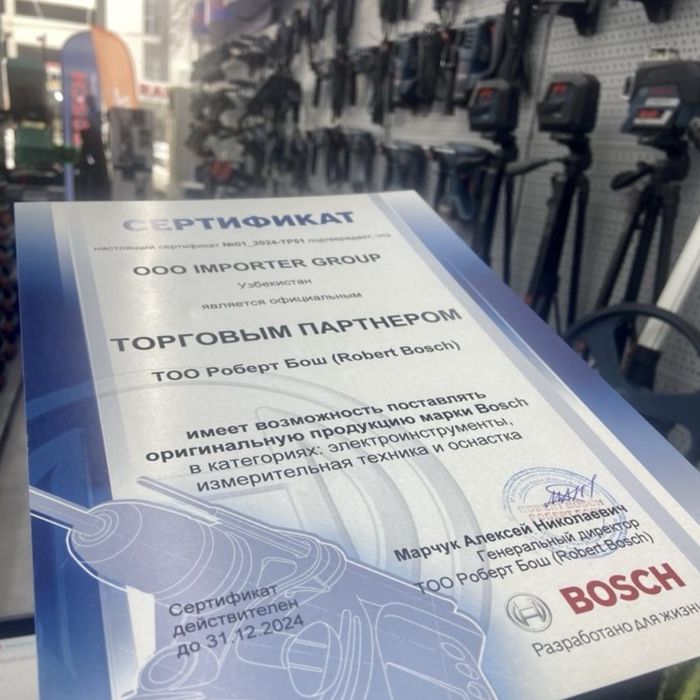 СЕРТИФИКАТ
настоящий сертификат №01_2024-ТР51 подтверждает, что
ООО IMPORTER GROUP
Узбекистан
является официальным
ТОРГОВЫМ ПАРТНЕРОМ
ТОО Роберт Бош (Robert Bosch)
имеет возможность поставлять
оригинальную продукцию марки Bosch
в категориях: электроинструменты,
измерительная техника и оснастка
Марчук Алексей Николаевич
Генеральный директор
ТОО Роберт Бош (Robert Bosch)
Сертификат
действителен
до 31.12.2024
BOSCH
Разработано для жизни